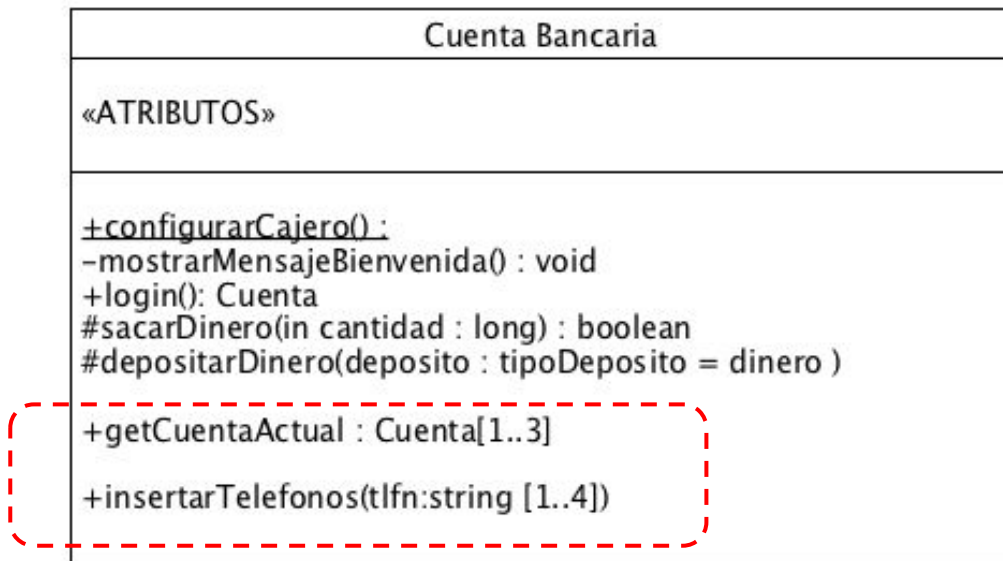 Cuenta Bancaria
«ATRIBUTOS»
+configurarCajero() :
-mostrarMensajeBienvenida() : void
+login(): Cuenta
#sacarDinero(in cantidad : long) : boolean
#depositarDinero(deposito : tipoDeposito = dinero )
+getCuentaActual : Cuenta[1..3]
+insertarTelefonos(tlfn:string [1..4])